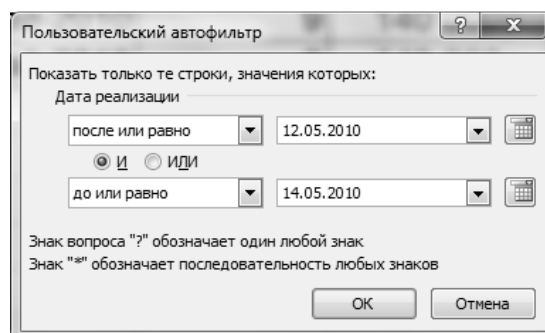 Пользовательский автофильтр
Показать только те строки, значения которых:
Дата реализации
после или равно 12.05.2010
И ИЛИ
до или равно 14.05.2010
Знак вопроса "?" обозначает один любой знак
Знак "*" обозначает последовательность любых знаков
ОК Отмена